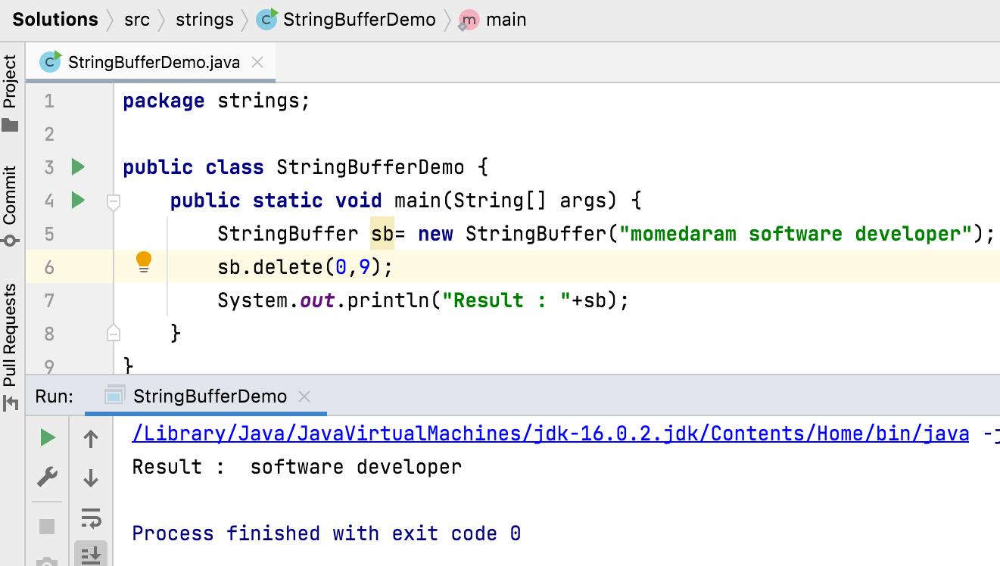 Solutions src strings StringBufferDemo main
StringBufferDemo.java
Project
Commit
Pull Requests
1 package strings;
2
3 public class StringBufferDemo {
4     public static void main(String[] args) {
5         StringBuffer sb= new StringBuffer("momedaram software developer");
6         sb.delete(0,9);
7         System.out.println("Result : "+sb);
8     }
9 }
Run: StringBufferDemo
/Library/Java/JavaVirtualMachines/jdk-16.0.2.jdk/Contents/Home/bin/java -j
Result :  software developer
Process finished with exit code 0